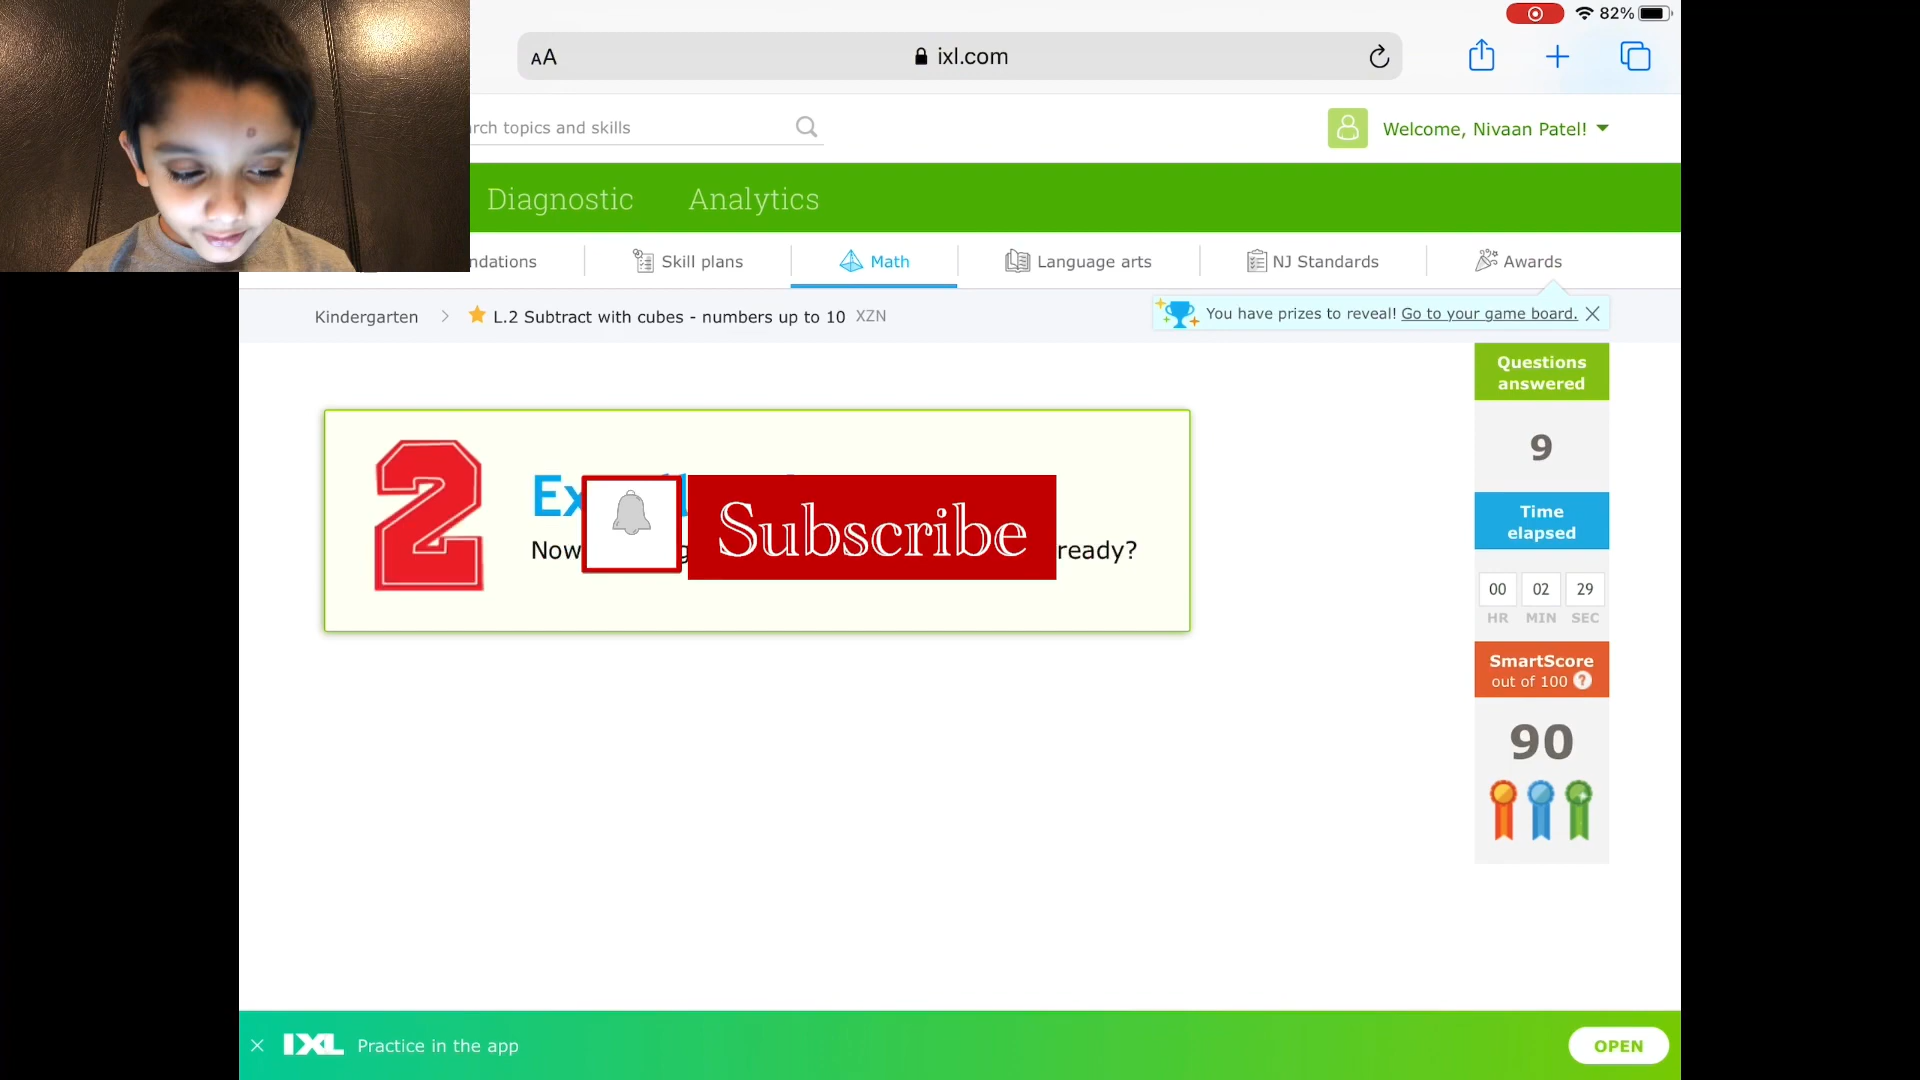 82%
AA
ixl.com
rch topics and skills
Welcome, Nivaan Patel!
Diagnostic
Analytics
ndations
Skill plans
Math
Language arts
NJ Standards
Awards
Kindergarten
L.2 Subtract with cubes - numbers up to 10 XZN
You have prizes to reveal! Go to your game board.
Questions
answered
9
Time
elapsed
00 02 29
HR MIN SEC
SmartScore
out of 100 ?
90
2
Ex
Subscribe
Now
ready?
IXL Practice in the app
OPEN